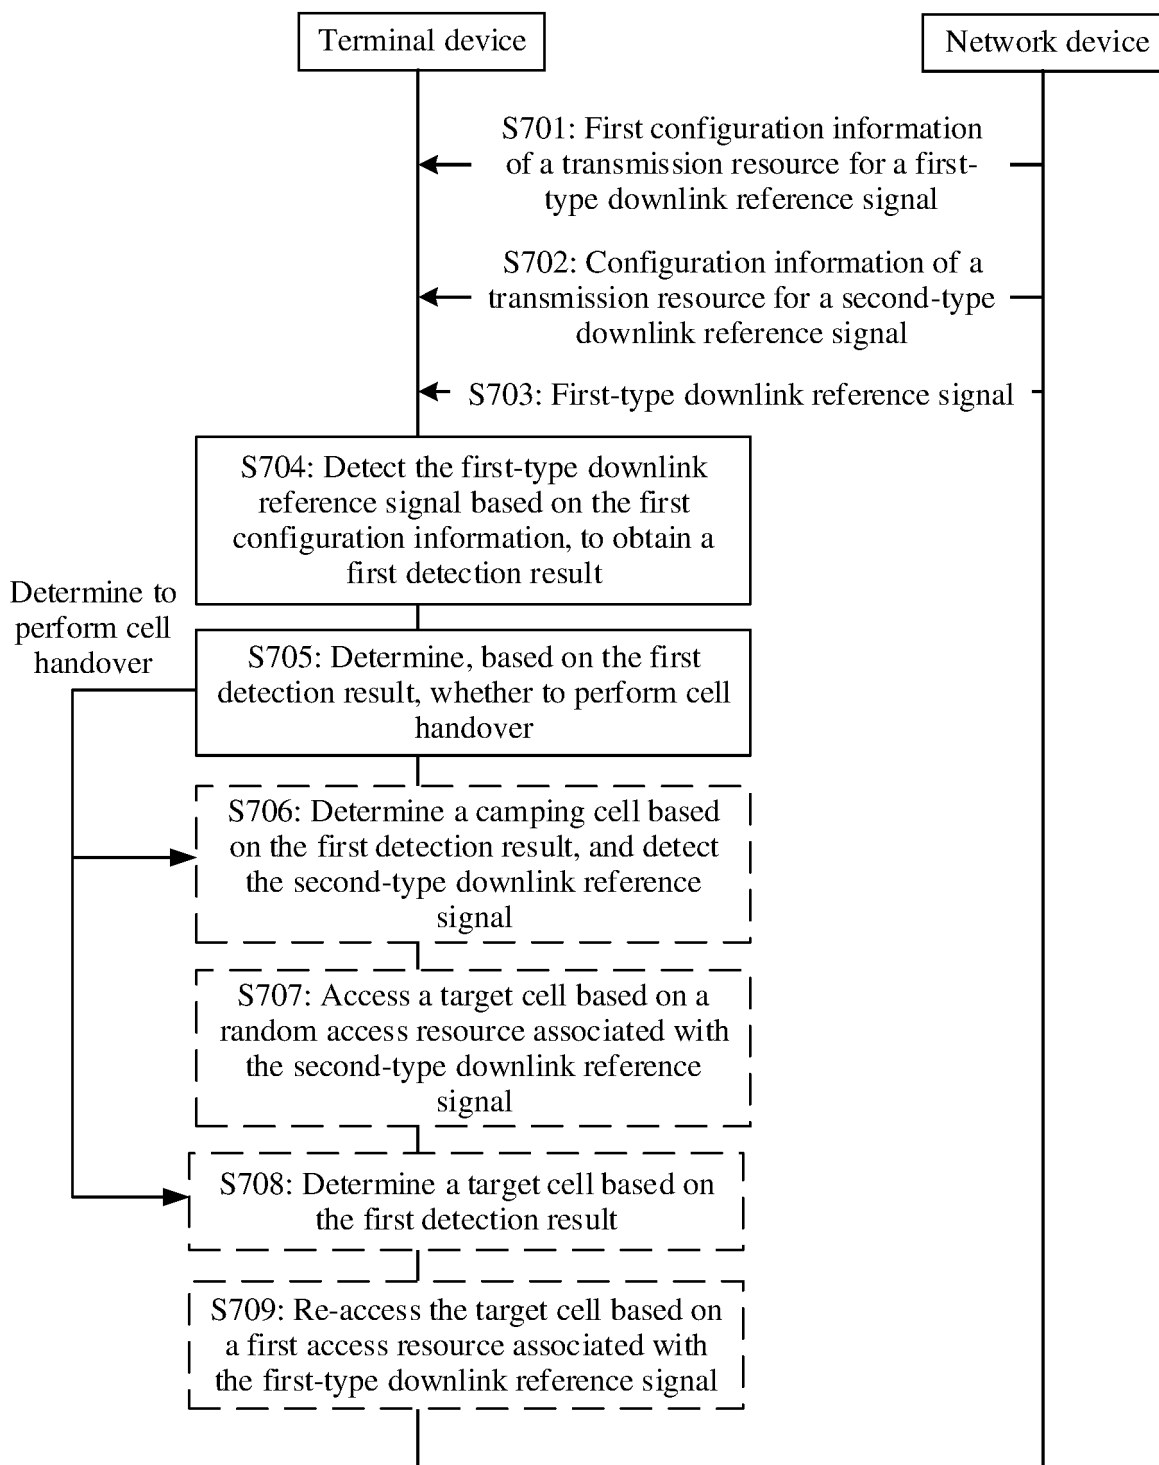 Terminal device
Network device
S701: First configuration information
of a transmission resource for a first-
type downlink reference signal
S702: Configuration information of a
transmission resource for a second-type
downlink reference signal
S703: First-type downlink reference signal
S704: Detect the first-type downlink
reference signal based on the first
configuration information, to obtain a
first detection result
Determine to
perform cell
handover
S705: Determine, based on the first
detection result, whether to perform cell
handover
S706: Determine a camping cell based
on the first detection result, and detect
the second-type downlink reference
signal
S707: Access a target cell based on a
random access resource associated with
the second-type downlink reference
signal
S708: Determine a target cell based on
the first detection result
S709: Re-access the target cell based on
a first access resource associated with
the first-type downlink reference signal